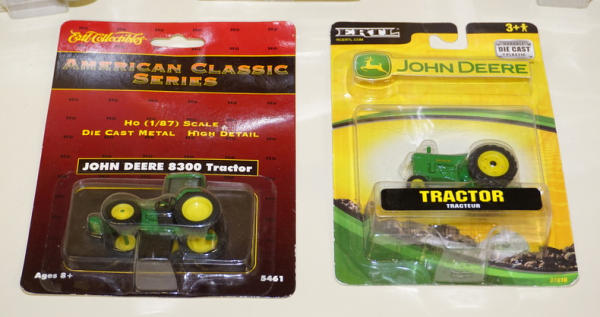 Ertl Collectibles
AMERICAN CLASSIC
SERIES
HO (1/87) SCALE
DIE CAST METAL HIGH DETAIL
JOHN DEERE 8300 Tractor
Ages 8+
5461
ERTL
3+
DIE CAST
JOHN DEERE
TRACTOR
TRACTEUR